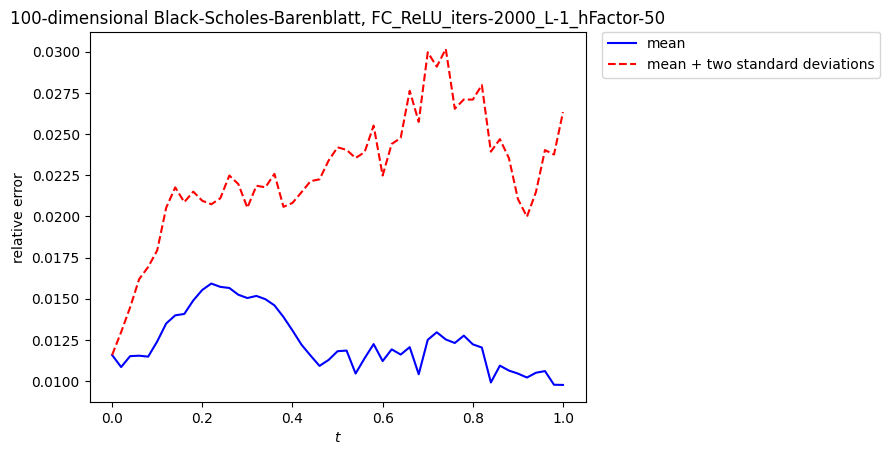 100-dimensional Black-Scholes-Barenblatt, FC_ReLU_iters-2000_L-1_hFactor-50
mean
mean + two standard deviations
relative error
0.0300
0.0275
0.0250
0.0225
0.0200
0.0175
0.0150
0.0125
0.0100
0.0 0.2 0.4 0.6 0.8 1.0
t